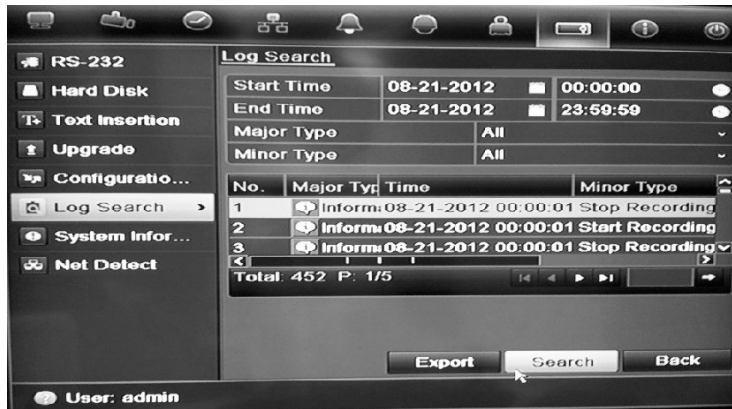 Log Search
RS-232
Hard Disk
Text Insertion
Upgrade
Configuratio...
Log Search
System Infor...
Net Detect
Start Time 08-21-2012 00:00:00
End Time 08-21-2012 23:59:59
Major Type All
Minor Type All
No. Major Typ Time Minor Type
1 Inform 08-21-2012 00:00:01 Stop Recording
2 Inform 08-21-2012 00:00:01 Start Recording
3 Inform 08-21-2012 00:00:01 Stop Recording
Total: 452 P: 1/5
Export Search Back
User: admin